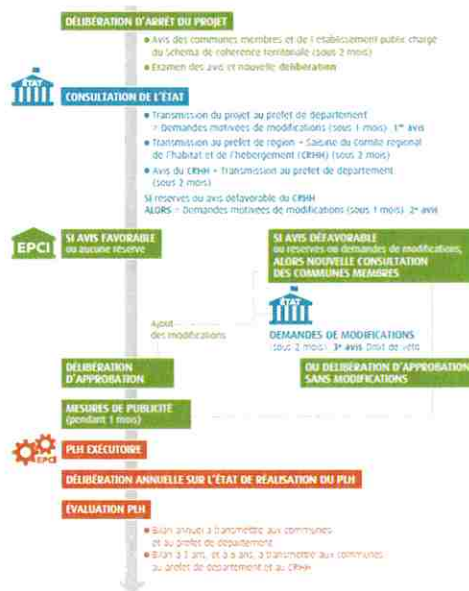 DÉLIBÉRATION D'ARRÊT DU PROJET
• Avis des communes membres et de l'établissement public chargé
du Schéma de cohérence territoriale (sous 2 mois)
• Examen des avis et nouvelle délibération
ÉTAT
CONSULTATION DE L'ÉTAT
• Transmission du projet au préfet de département
> Demandes motivées de modifications (sous 1 mois) 1er avis
• Transmission au préfet de région + Saisine du Comité régional
de l'habitat et de l'hébergement (CRHH) (sous 2 mois)
• Avis du CRHH + Transmission au préfet de département
(sous 2 mois)
SI réserves ou avis défavorable du CRHH
ALORS > Demandes motivées de modifications (sous 1 mois) 2e avis
EPCI
SI AVIS FAVORABLE
ou aucune réserve
SI AVIS DÉFAVORABLE
ou réserves ou demandes de modifications,
ALORS NOUVELLE CONSULTATION
DES COMMUNES MEMBRES
Ajout
des modifications
ÉTAT
DEMANDES DE MODIFICATIONS
(sous 2 mois) 3e avis Droit de véto
DÉLIBÉRATION
D'APPROBATION
OU DÉLIBÉRATION D'APPROBATION
SANS MODIFICATIONS
MESURES DE PUBLICITÉ
(pendant 1 mois)
EPCI
PLH EXÉCUTOIRE
DÉLIBÉRATION ANNUELLE SUR L'ÉTAT DE RÉALISATION DU PLH
ÉVALUATION PLH
• Bilan annuel à transmettre aux communes
et au préfet de département
• Bilan à 3 ans, et à 6 ans, à transmettre aux communes
au préfet de département et au CRHH